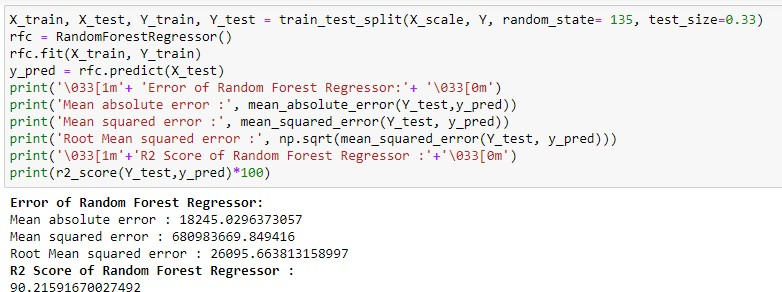 X_train, X_test, Y_train, Y_test = train_test_split(X_scale, Y, random_state= 135, test_size=0.33)
rfc = RandomForestRegressor()
rfc.fit(X_train, Y_train)
y_pred = rfc.predict(X_test)
print('\033[1m'+ 'Error of Random Forest Regressor:'+ '\033[0m')
print('Mean absolute error :', mean_absolute_error(Y_test,y_pred))
print('Mean squared error :', mean_squared_error(Y_test, y_pred))
print('Root Mean squared error :', np.sqrt(mean_squared_error(Y_test, y_pred)))
print('\033[1m'+'R2 Score of Random Forest Regressor :'+'\033[0m')
print(r2_score(Y_test,y_pred)*100)
Error of Random Forest Regressor:
Mean absolute error : 18245.0296373057
Mean squared error : 680983669.849416
Root Mean squared error : 26095.663813158997
R2 Score of Random Forest Regressor :
90.21591670027492